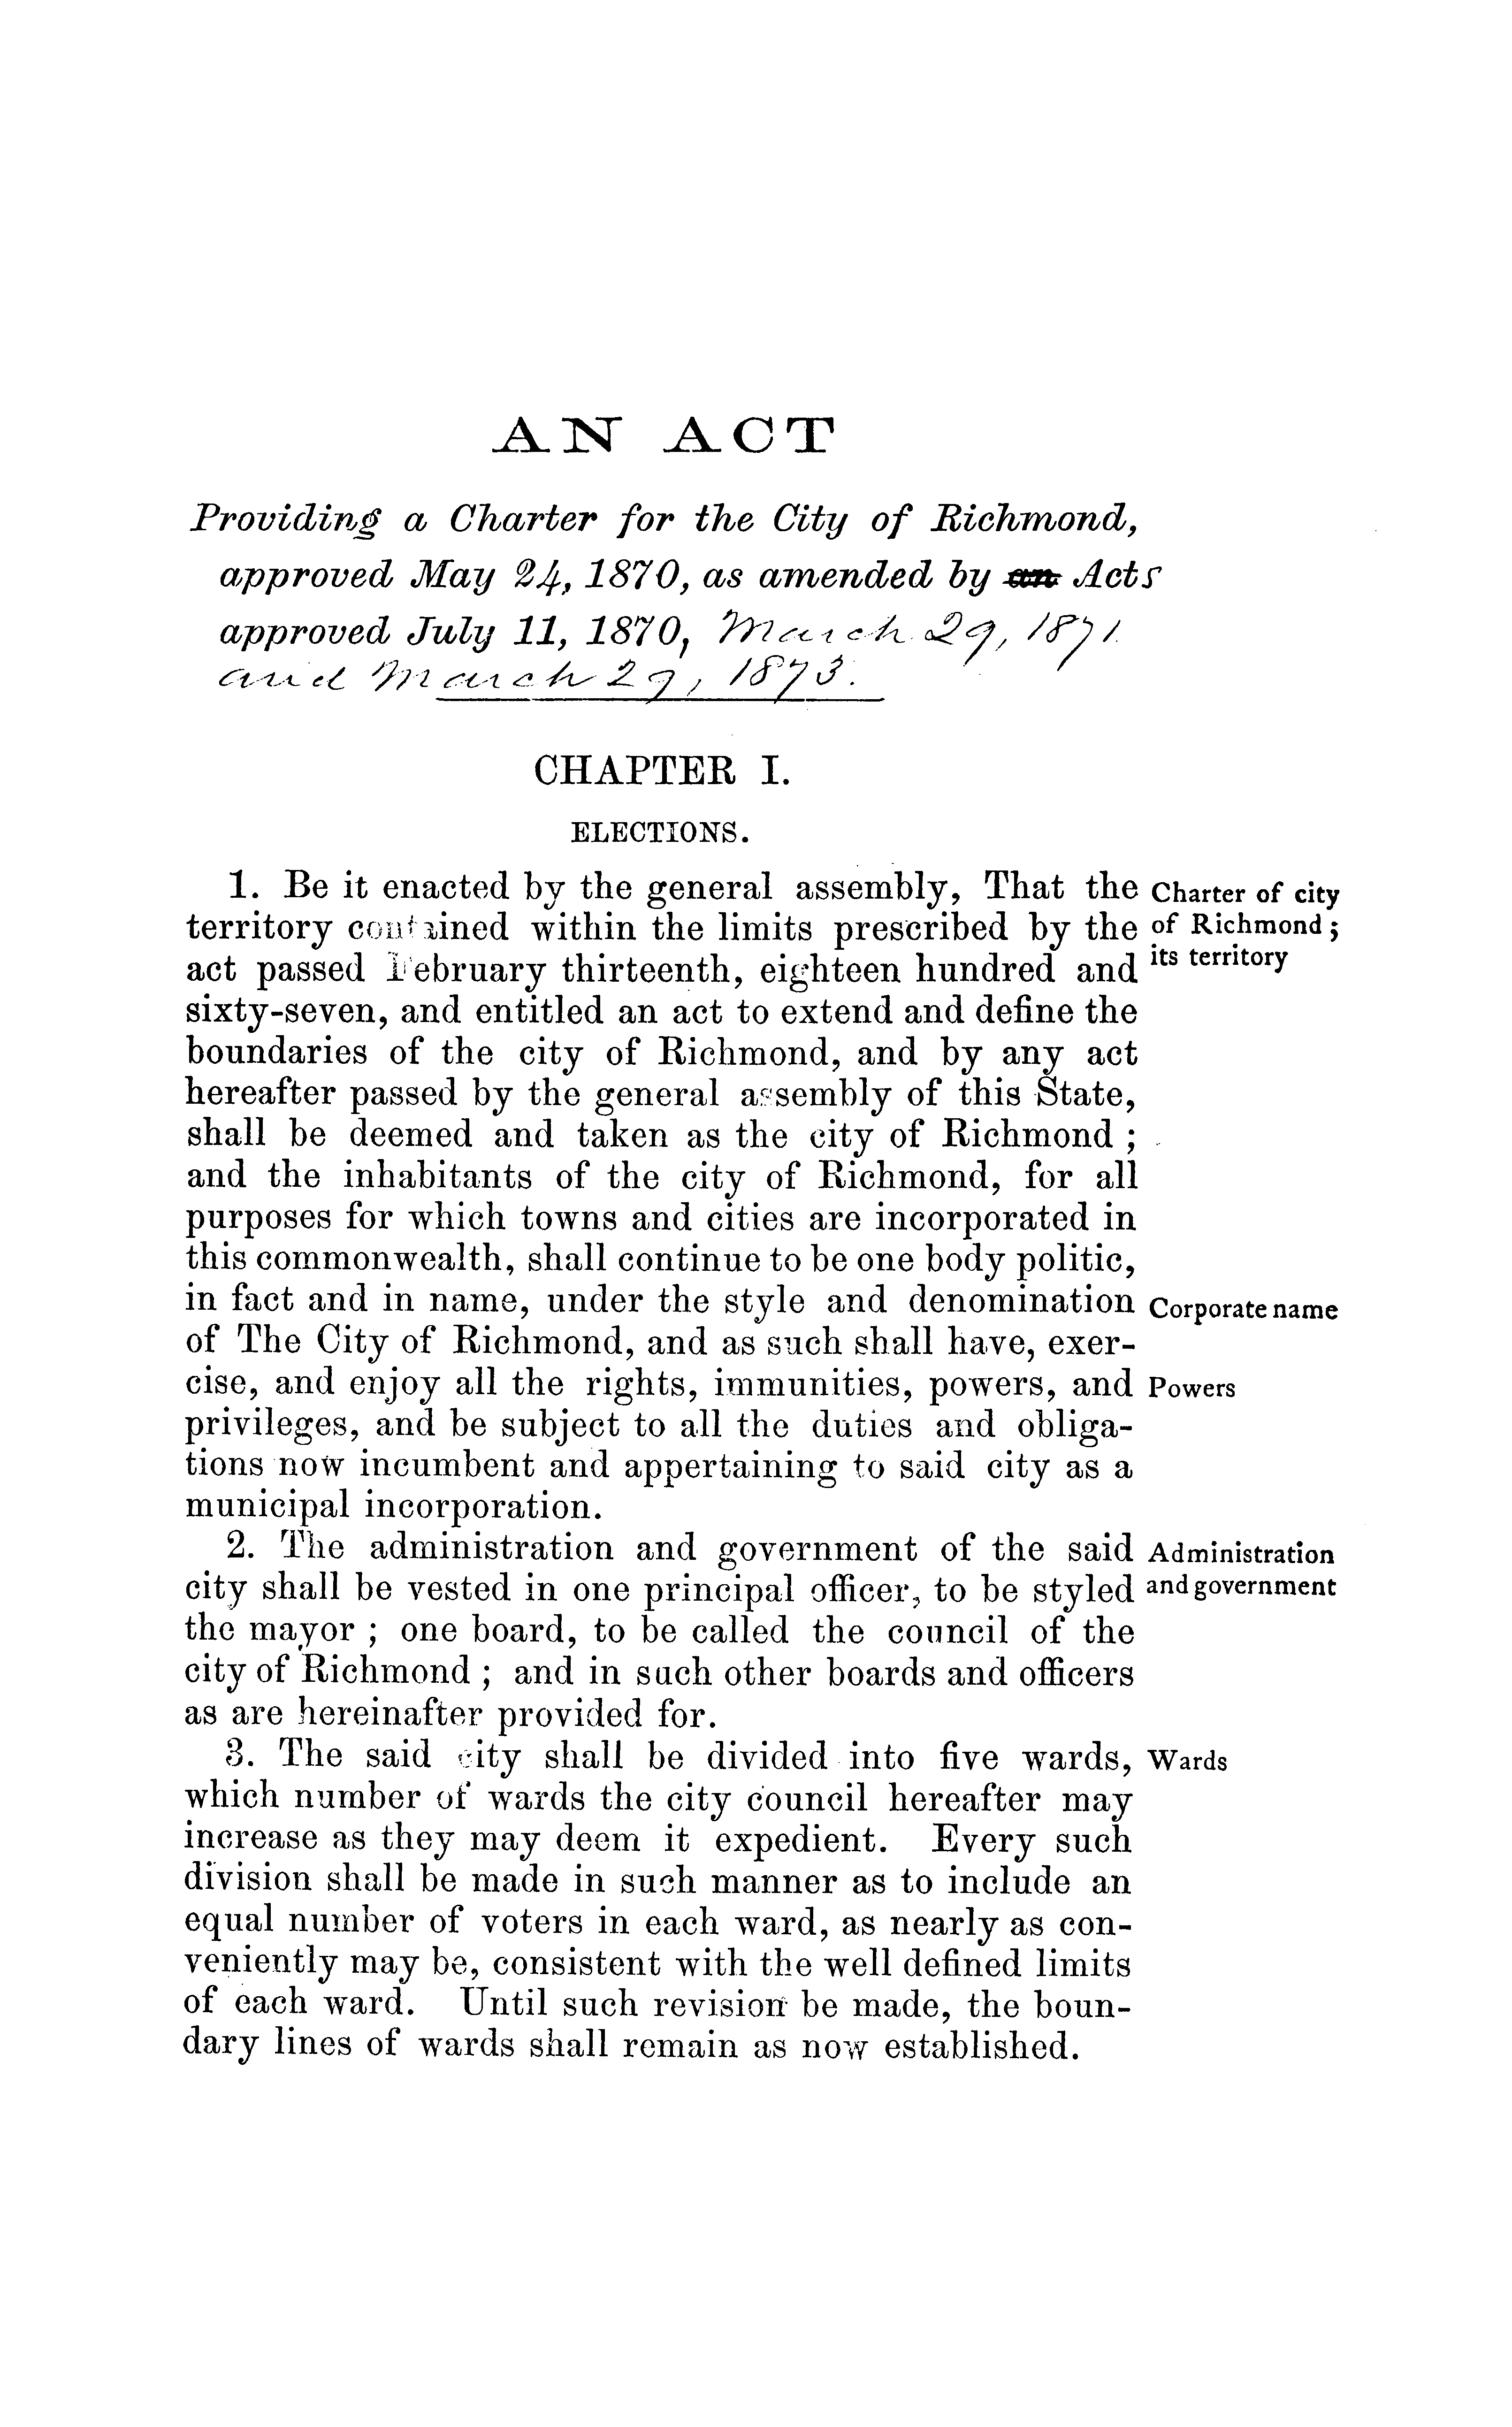 AN ACT
Providing a Charter for the City of Richmond,
approved May 24, 1870, as amended by an Acts
approved July 11, 1870, March 29, 1871.
and March 29, 1873.
CHAPTER I.
ELECTIONS.
1. Be it enacted by the general assembly, That the
Charter of city
territory contained within the limits prescribed by the
of Richmond;
act passed February thirteenth, eighteen hundred and
its territory
sixty-seven, and entitled an act to extend and define the
boundaries of the city of Richmond, and by any act
hereafter passed by the general assembly of this State,
shall be deemed and taken as the city of Richmond ;
and the inhabitants of the city of Richmond, for all
purposes for which towns and cities are incorporated in
this commonwealth, shall continue to be one body politic,
in fact and in name, under the style and denomination
Corporate name
of The City of Richmond, and as such shall have, exer-
cise, and enjoy all the rights, immunities, powers, and
Powers
privileges, and be subject to all the duties and obliga-
tions now incumbent and appertaining to said city as a
municipal incorporation.
2. The administration and government of the said
Administration
city shall be vested in one principal officer, to be styled
and government
the mayor ; one board, to be called the council of the
city of Richmond ; and in such other boards and officers
as are hereinafter provided for.
3. The said city shall be divided into five wards,
Wards
which number of wards the city council hereafter may
increase as they may deem it expedient. Every such
division shall be made in such manner as to include an
equal number of voters in each ward, as nearly as con-
veniently may be, consistent with the well defined limits
of each ward. Until such revision be made, the boun-
dary lines of wards shall remain as now established.